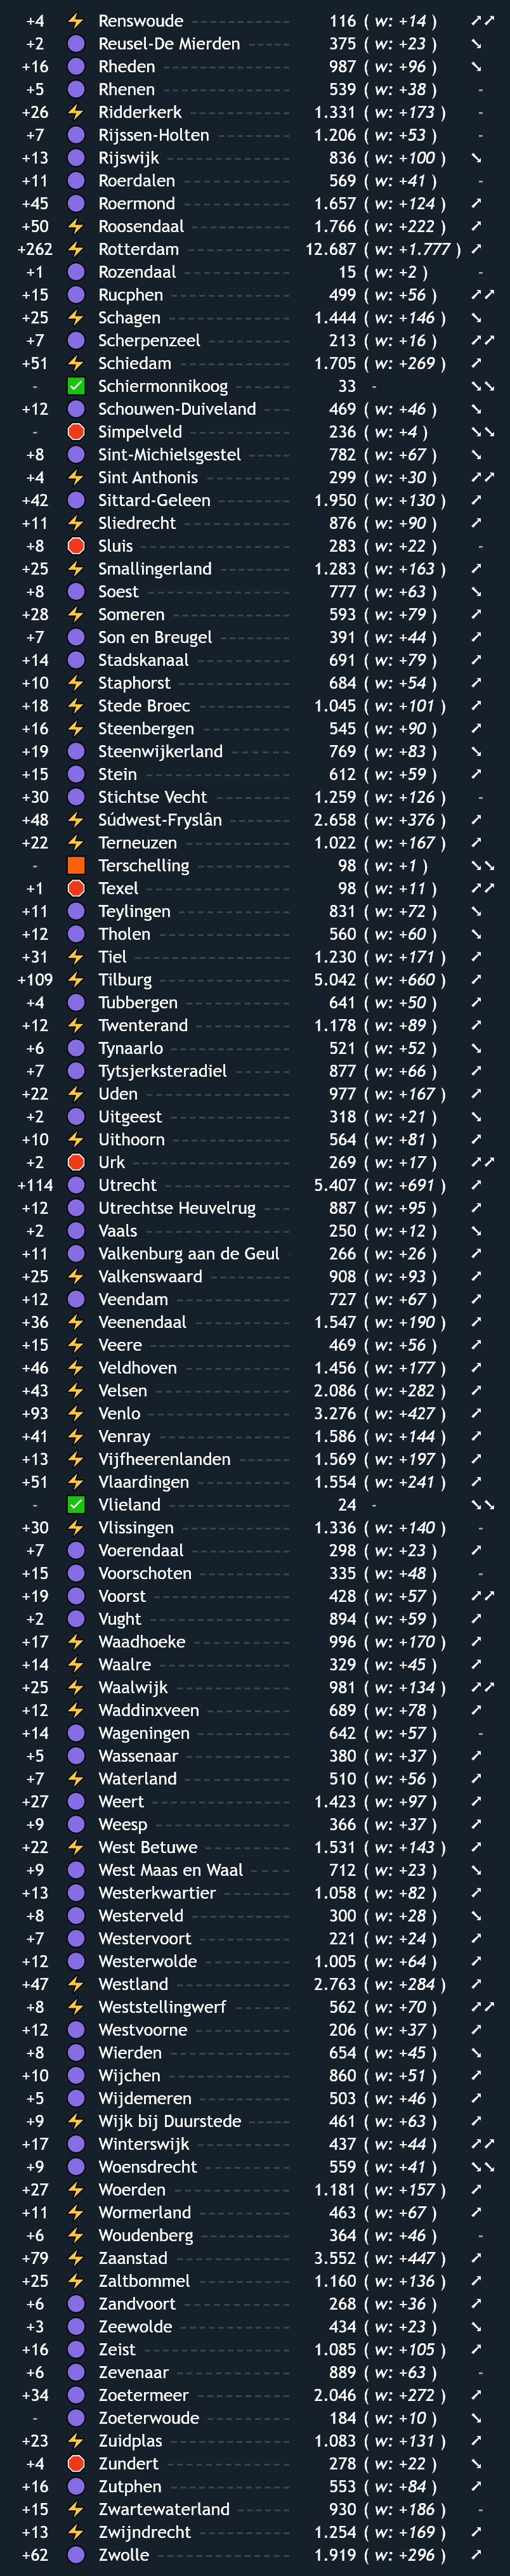 +4 Renswoude 116 ( w: +14 )
+2 Reusel-De Mierden 375 ( w: +23 )
+16 Rheden 987 ( w: +96 )
+5 Rhenen 539 ( w: +38 ) -
+26 Ridderkerk 1.331 ( w: +173 ) -
+7 Rijssen-Holten 1.206 ( w: +53 ) -
+13 Rijswijk 836 ( w: +100 )
+11 Roerdalen 569 ( w: +41 ) -
+45 Roermond 1.657 ( w: +124 )
+50 Roosendaal 1.766 ( w: +222 )
+262 Rotterdam 12.687 ( w: +1.777 )
+1 Rozendaal 15 ( w: +2 ) -
+15 Rucphen 499 ( w: +56 )
+25 Schagen 1.444 ( w: +146 )
+7 Scherpenzeel 213 ( w: +16 )
+51 Schiedam 1.705 ( w: +269 )
- Schiermonnikoog 33 -
+12 Schouwen-Duiveland 469 ( w: +46 )
- Simpelveld 236 ( w: +4 )
+8 Sint-Michielsgestel 782 ( w: +67 )
+4 Sint Anthonis 299 ( w: +30 )
+42 Sittard-Geleen 1.950 ( w: +130 )
+11 Sliedrecht 876 ( w: +90 )
+8 Sluis 283 ( w: +22 ) -
+25 Smallingerland 1.283 ( w: +163 )
+8 Soest 777 ( w: +63 )
+28 Someren 593 ( w: +79 )
+7 Son en Breugel 391 ( w: +44 )
+14 Stadskanaal 691 ( w: +79 )
+10 Staphorst 684 ( w: +54 )
+18 Stede Broec 1.045 ( w: +101 )
+16 Steenbergen 545 ( w: +90 )
+19 Steenwijkerland 769 ( w: +83 )
+15 Stein 612 ( w: +59 )
+30 Stichtse Vecht 1.259 ( w: +126 ) -
+48 Súdwest-Fryslân 2.658 ( w: +376 )
+22 Terneuzen 1.022 ( w: +167 )
- Terschelling 98 ( w: +1 )
+1 Texel 98 ( w: +11 )
+11 Teylingen 831 ( w: +72 )
+12 Tholen 560 ( w: +60 )
+31 Tiel 1.230 ( w: +171 )
+109 Tilburg 5.042 ( w: +660 )
+4 Tubbergen 641 ( w: +50 )
+12 Twenterand 1.178 ( w: +89 )
+6 Tynaarlo 521 ( w: +52 )
+7 Tytsjerksteradiel 877 ( w: +66 )
+22 Uden 977 ( w: +167 )
+2 Uitgeest 318 ( w: +21 )
+10 Uithoorn 564 ( w: +81 )
+2 Urk 269 ( w: +17 )
+114 Utrecht 5.407 ( w: +691 )
+12 Utrechtse Heuvelrug 887 ( w: +95 )
+2 Vaals 250 ( w: +12 )
+11 Valkenburg aan de Geul 266 ( w: +26 )
+25 Valkenswaard 908 ( w: +93 )
+12 Veendam 727 ( w: +67 )
+36 Veenendaal 1.547 ( w: +190 )
+15 Veere 469 ( w: +56 )
+46 Veldhoven 1.456 ( w: +177 )
+43 Velsen 2.086 ( w: +282 )
+93 Venlo 3.276 ( w: +427 )
+41 Venray 1.586 ( w: +144 )
+13 Vijfheerenlanden 1.569 ( w: +197 )
+51 Vlaardingen 1.554 ( w: +241 )
- Vlieland 24 -
+30 Vlissingen 1.336 ( w: +140 ) -
+7 Voerendaal 298 ( w: +23 )
+15 Voorschoten 335 ( w: +48 ) -
+19 Voorst 428 ( w: +57 )
+2 Vught 894 ( w: +59 )
+17 Waadhoeke 996 ( w: +170 )
+14 Waalre 329 ( w: +45 )
+25 Waalwijk 981 ( w: +134 )
+12 Waddinxveen 689 ( w: +78 )
+14 Wageningen 642 ( w: +57 ) -
+5 Wassenaar 380 ( w: +37 )
+7 Waterland 510 ( w: +56 )
+27 Weert 1.423 ( w: +97 )
+9 Weesp 366 ( w: +37 )
+22 West Betuwe 1.531 ( w: +143 )
+9 West Maas en Waal 712 ( w: +23 )
+13 Westerkwartier 1.058 ( w: +82 )
+8 Westerveld 300 ( w: +28 )
+7 Westervoort 221 ( w: +24 )
+12 Westerwolde 1.005 ( w: +64 )
+47 Westland 2.763 ( w: +284 )
+8 Weststellingwerf 562 ( w: +70 )
+12 Westvoorne 206 ( w: +37 )
+8 Wierden 654 ( w: +45 )
+10 Wijchen 860 ( w: +51 )
+5 Wijdemeren 503 ( w: +46 )
+9 Wijk bij Duurstede 461 ( w: +63 )
+17 Winterswijk 437 ( w: +44 )
+9 Woensdrecht 559 ( w: +41 )
+27 Woerden 1.181 ( w: +157 )
+11 Wormerland 463 ( w: +67 )
+6 Woudenberg 364 ( w: +46 ) -
+79 Zaanstad 3.552 ( w: +447 )
+25 Zaltbommel 1.160 ( w: +136 )
+6 Zandvoort 268 ( w: +36 )
+3 Zeewolde 434 ( w: +23 )
+16 Zeist 1.085 ( w: +105 )
+6 Zevenaar 889 ( w: +63 ) -
+34 Zoetermeer 2.046 ( w: +272 )
- Zoeterwoude 184 ( w: +10 )
+23 Zuidplas 1.083 ( w: +131 )
+4 Zundert 278 ( w: +22 )
+16 Zutphen 553 ( w: +84 )
+15 Zwartewaterland 930 ( w: +186 ) -
+13 Zwijndrecht 1.254 ( w: +169 )
+62 Zwolle 1.919 ( w: +296 )